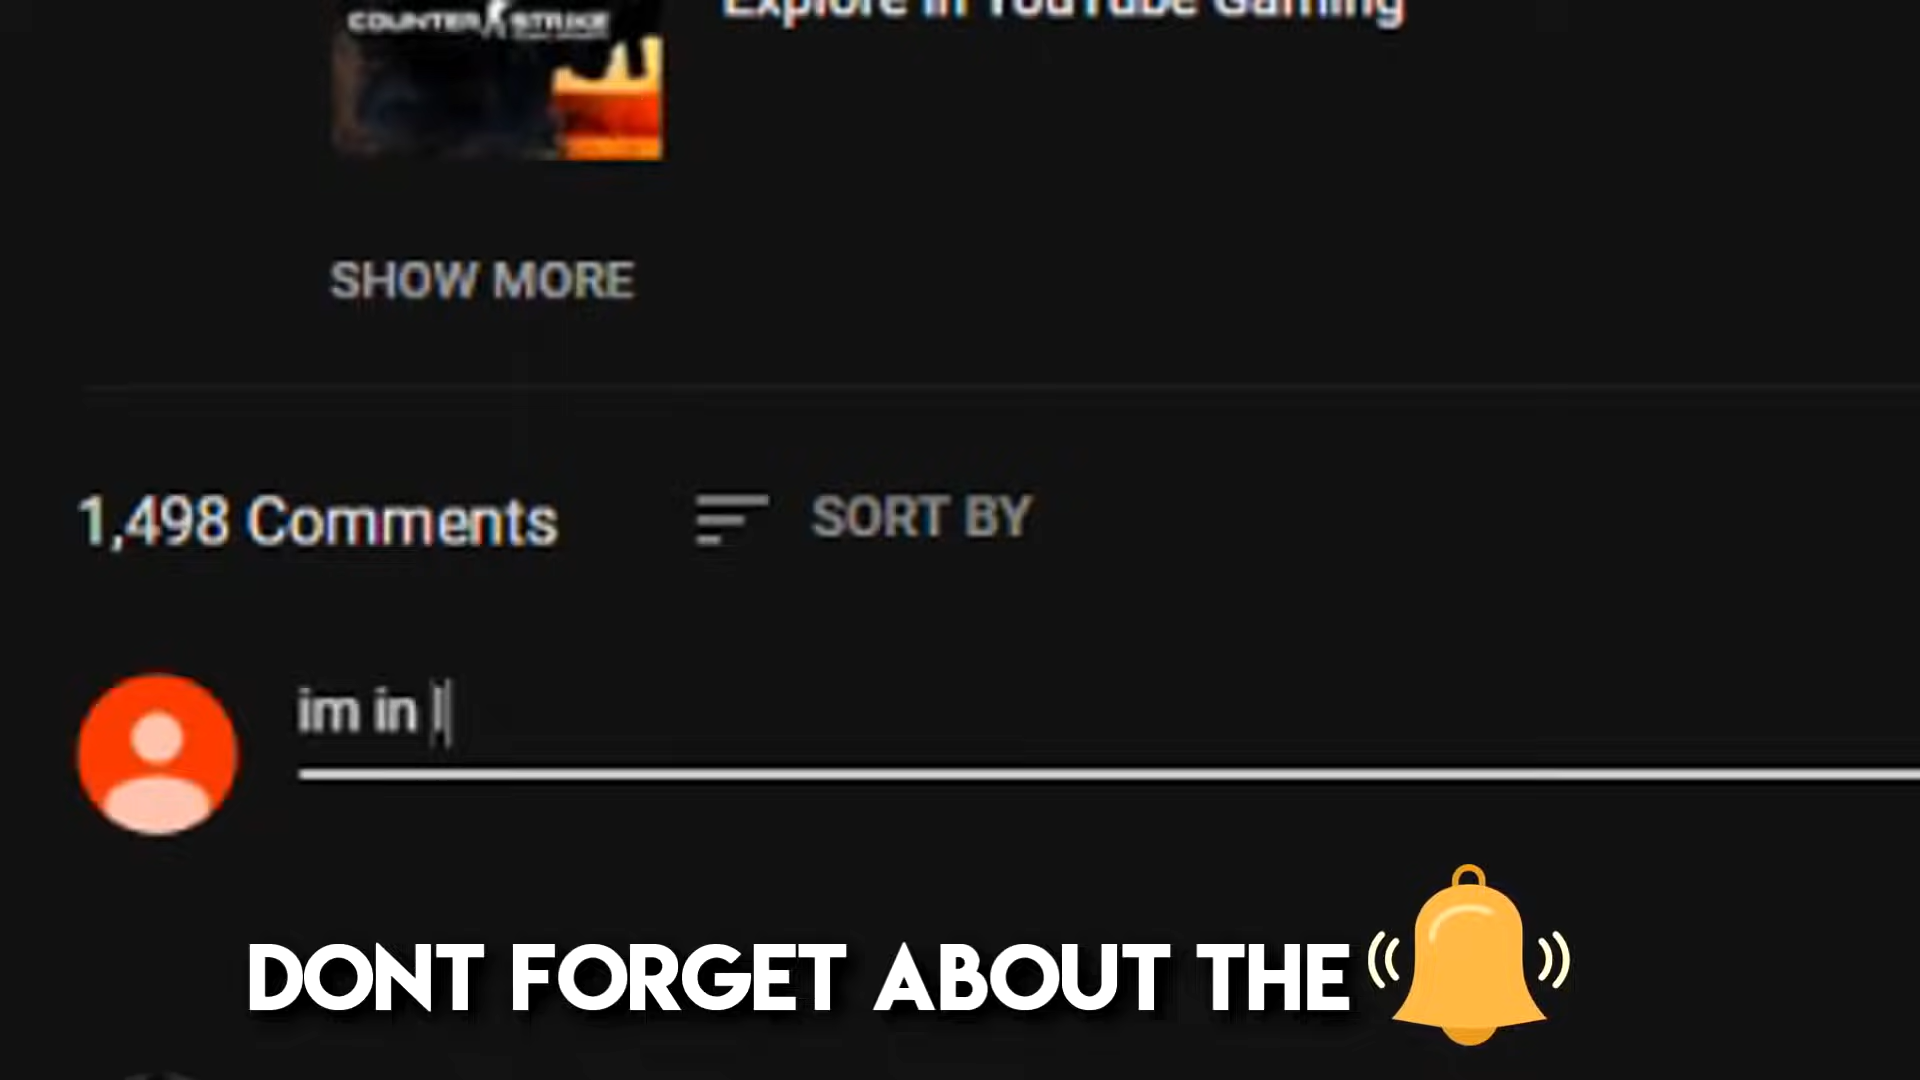 COUNTER STRIKE
Explore in YouTube Gaming
SHOW MORE
1,498 Comments
SORT BY
im in l
DONT FORGET ABOUT THE